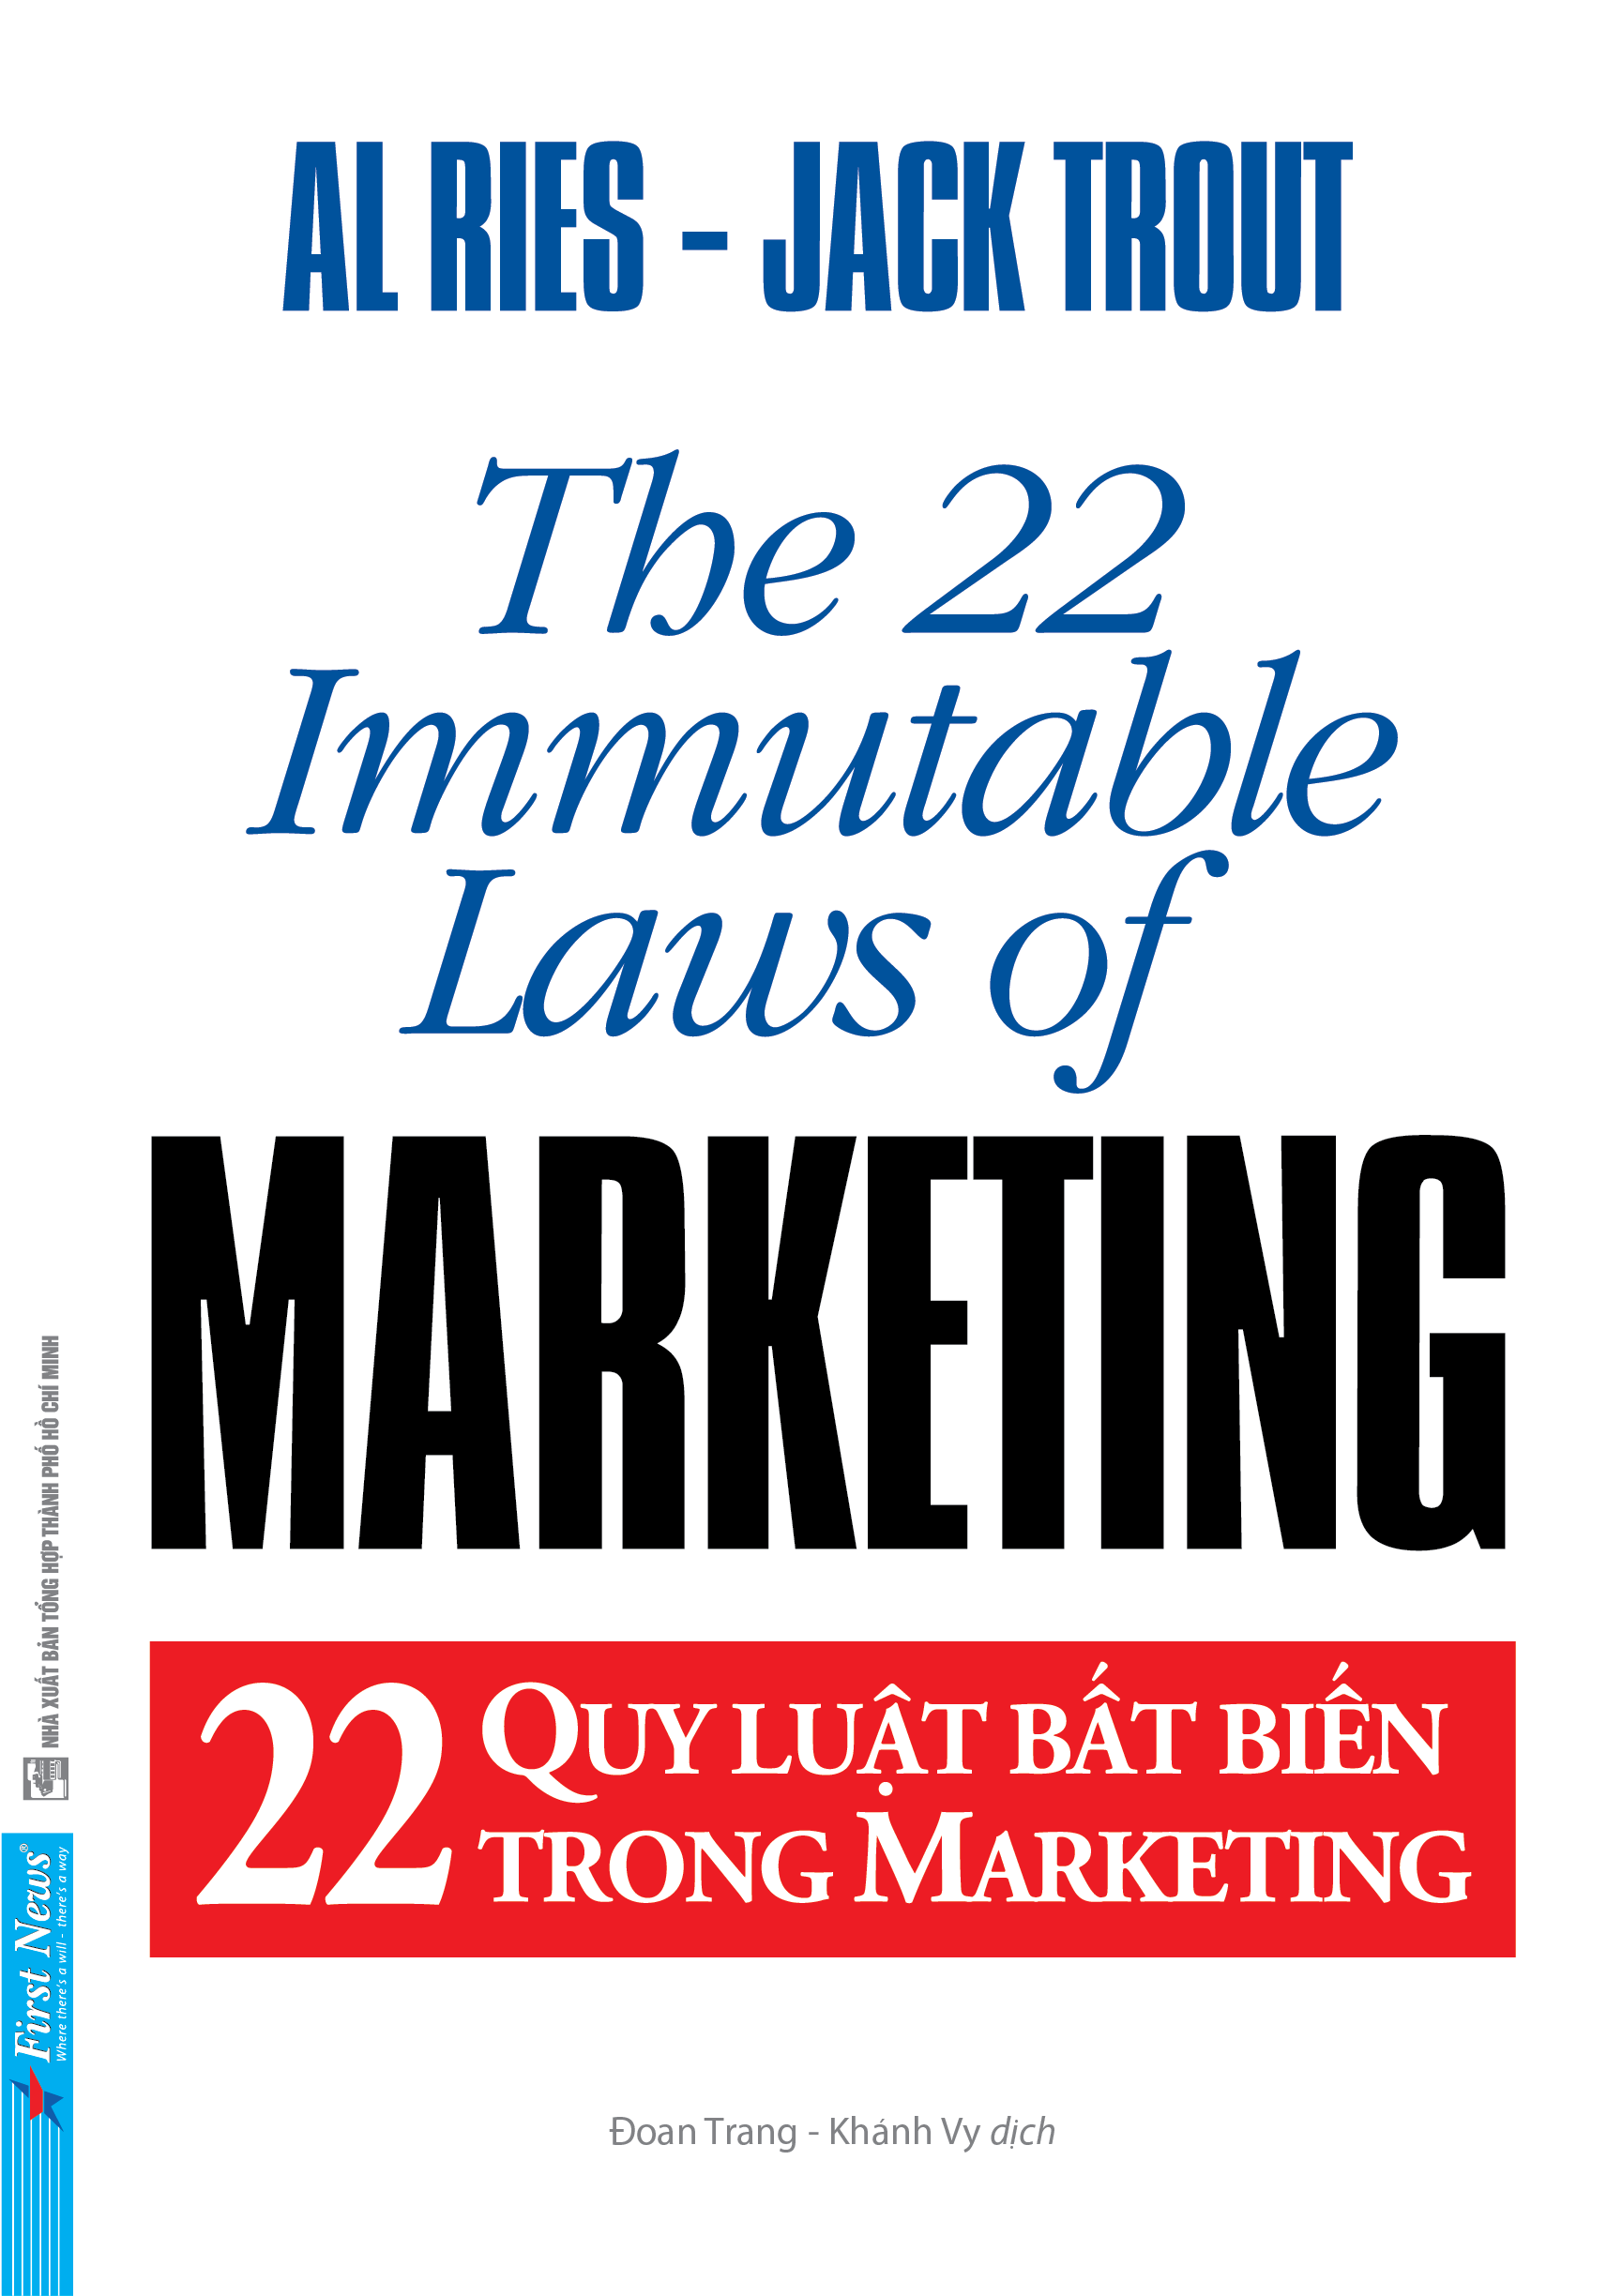 AL RIES – JACK TROUT
The 22
Immutable
Laws of
MARKETING
22 QUY LUẬT BẤT BIẾN
TRONG MARKETING
Đoan Trang - Khánh Vy dịch
NHÀ XUẤT BẢN TỔNG HỢP THÀNH PHỐ HỒ CHÍ MINH
First News®
Where there's a will - there's a way